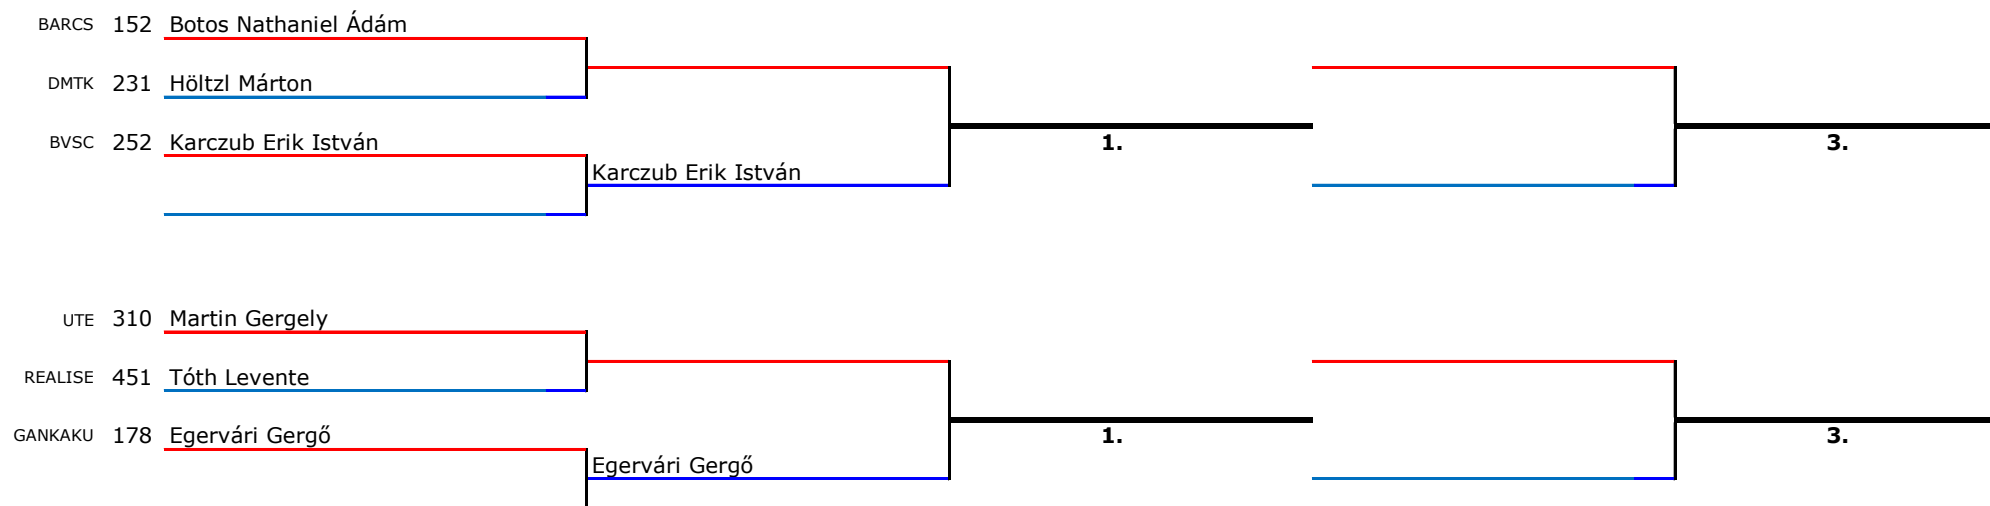 BARCS 152 Botos Nathaniel Ádám
DMTK 231 Höltzl Márton
1. 3.
BVSC 252 Karczub Erik István
Karczub Erik István
UTE 310 Martin Gergely
REALISE 451 Tóth Levente
1. 3.
GANKAKU 178 Egervári Gergő
Egervári Gergő